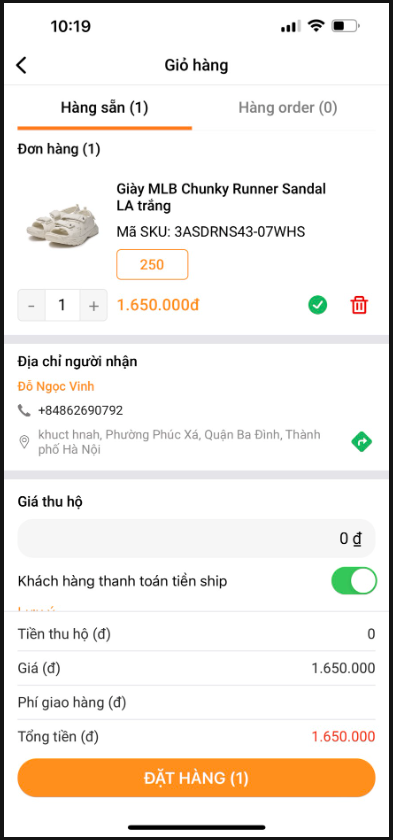 10:19
Giỏ hàng
Hàng sẵn (1)
Hàng order (0)
Đơn hàng (1)
Giày MLB Chunky Runner Sandal
LA trắng
Mã SKU: 3ASDRNS43-07WHS
250
- 1 +
1.650.000đ
Địa chỉ người nhận
Đỗ Ngọc Vinh
+84862690792
khuct hnah, Phường Phúc Xá, Quận Ba Đình, Thành
phố Hà Nội
Giá thu hộ
0 ₫
Khách hàng thanh toán tiền ship
Tiền thu hộ (đ)
0
Giá (đ)
1.650.000
Phí giao hàng (đ)
Tổng tiền (đ)
1.650.000
ĐẶT HÀNG (1)